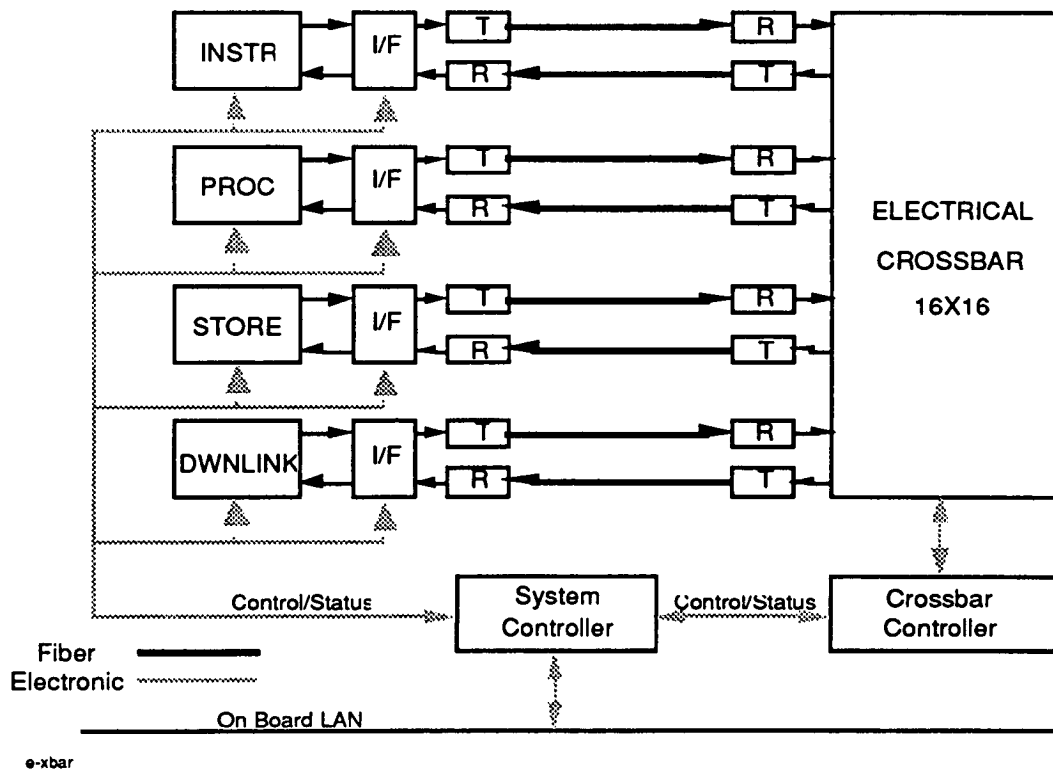 INSTR I/F T R
R T
PROC I/F T R
R T
STORE I/F T R
R T
DWNLINK I/F T R
R T
ELECTRICAL
CROSSBAR
16X16
Control/Status
System
Controller
Control/Status
Crossbar
Controller
Fiber
Electronic
On Board LAN
e-xbar